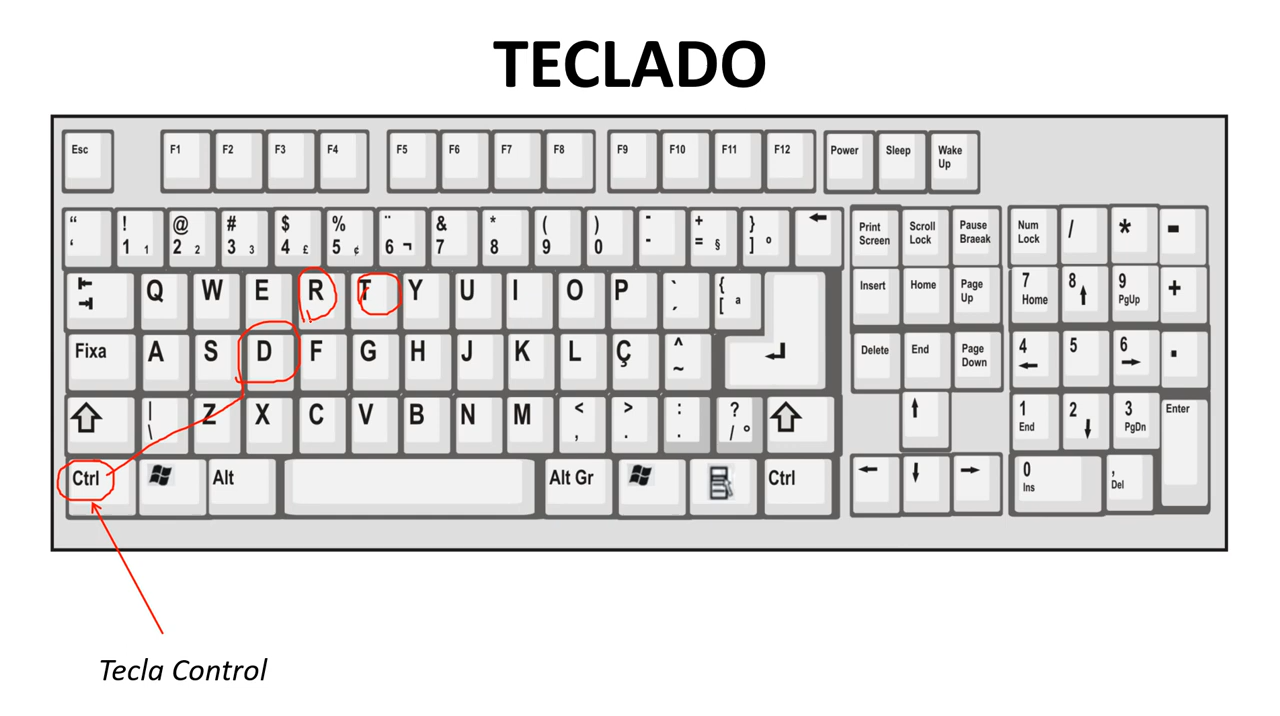 TECLADO
Esc F1 F2 F3 F4 F5 F6 F7 F8 F9 F10 F11 F12 Power Sleep Wake Up
“ ‘ ! 1 1 @ 2 2 # 3 3 $ 4 £ % 5 ¢ ¨ 6 ¬ & 7 * 8 ( 9 ) 0 - - + = § } ] º ← Print Screen Scroll Lock Pause Breaak Num Lock / * -
Q W E R T Y U I O P ` ´ { [ ª Insert Home Page Up 7 Home 8 ↑ 9 PgUp +
Fixa A S D F G H J K L Ç ^ ~ ↵ Delete End Page Down 4 ← 5 6 → .
⇧ | \ Z X C V B N M < , > . : . ? / º ⇧ ↑ 1 End 2 ↓ 3 PgDn Enter
Ctrl Alt Alt Gr Ctrl ← ↓ → 0 Ins , Del
Tecla Control